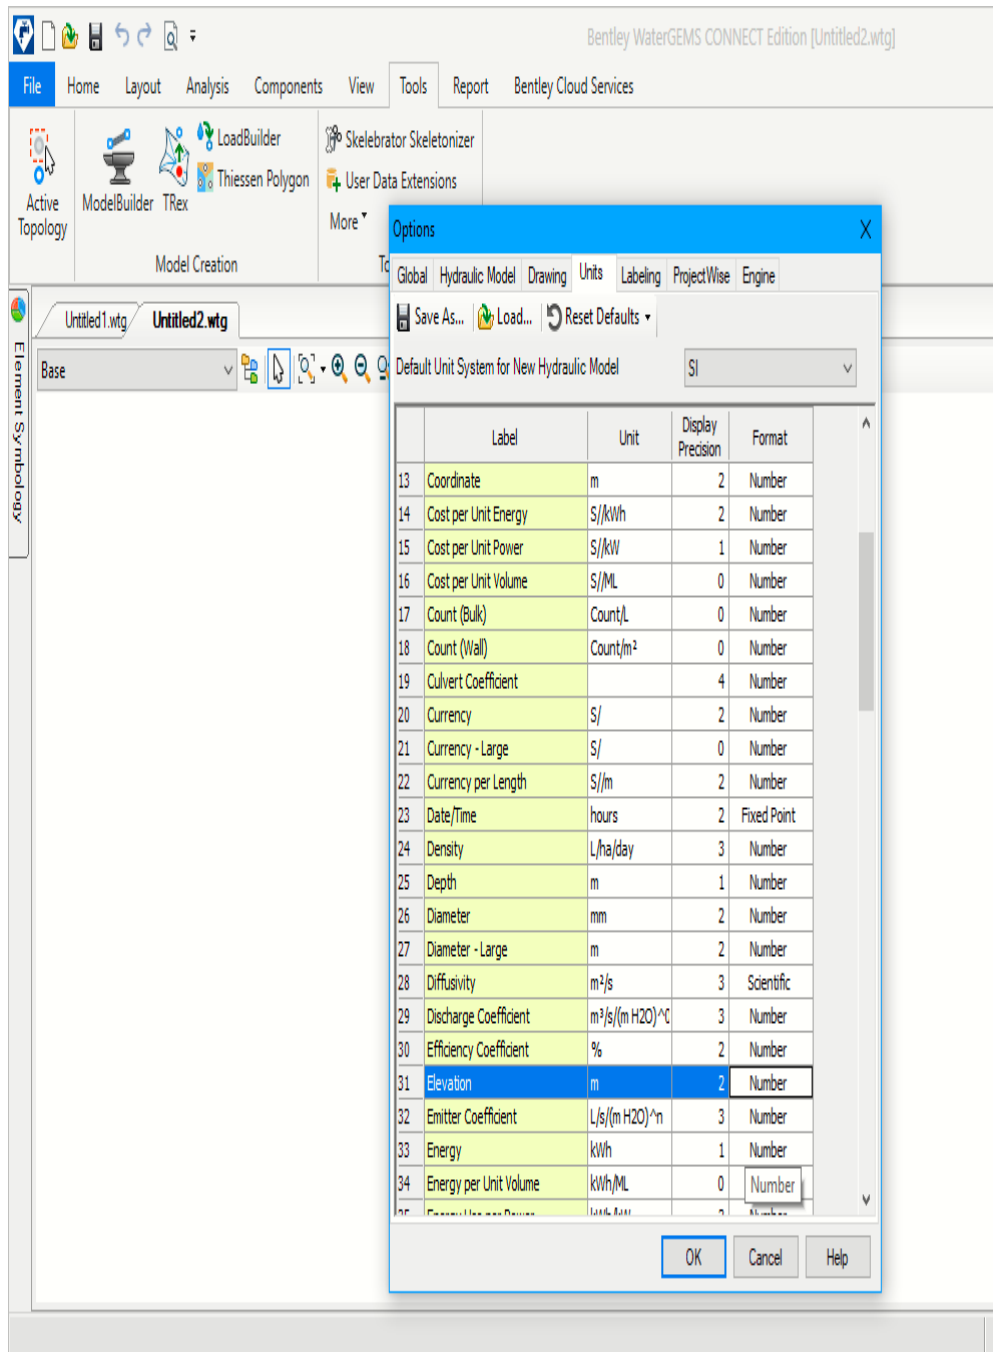 Bentley WaterGEMS CONNECT Edition [Untitled2.wtg]
File Home Layout Analysis Components View Tools Report Bentley Cloud Services
Active Topology
ModelBuilder
TRex
LoadBuilder
Thiessen Polygon
Model Creation
Skelebrator Skeletonizer
User Data Extensions
More
Options X
Global Hydraulic Model Drawing Units Labeling ProjectWise Engine
Save As... Load... Reset Defaults
Untitled1.wtg Untitled2.wtg
Element Symbology
Base
Default Unit System for New Hydraulic Model SI
Label Unit Display Precision Format
13 Coordinate m 2 Number
14 Cost per Unit Energy S//kWh 2 Number
15 Cost per Unit Power S//kW 1 Number
16 Cost per Unit Volume S//ML 0 Number
17 Count (Bulk) Count/L 0 Number
18 Count (Wall) Count/m² 0 Number
19 Culvert Coefficient 4 Number
20 Currency S/ 2 Number
21 Currency - Large S/ 0 Number
22 Currency per Length S//m 2 Number
23 Date/Time hours 2 Fixed Point
24 Density L/ha/day 3 Number
25 Depth m 1 Number
26 Diameter mm 2 Number
27 Diameter - Large m 2 Number
28 Diffusivity m²/s 3 Scientific
29 Discharge Coefficient m³/s/(m H2O)^ 3 Number
30 Efficiency Coefficient % 2 Number
31 Elevation m 2 Number
32 Emitter Coefficient L/s/(m H2O)^n 3 Number
33 Energy kWh 1 Number
34 Energy per Unit Volume kWh/ML 0 Number
OK Cancel Help